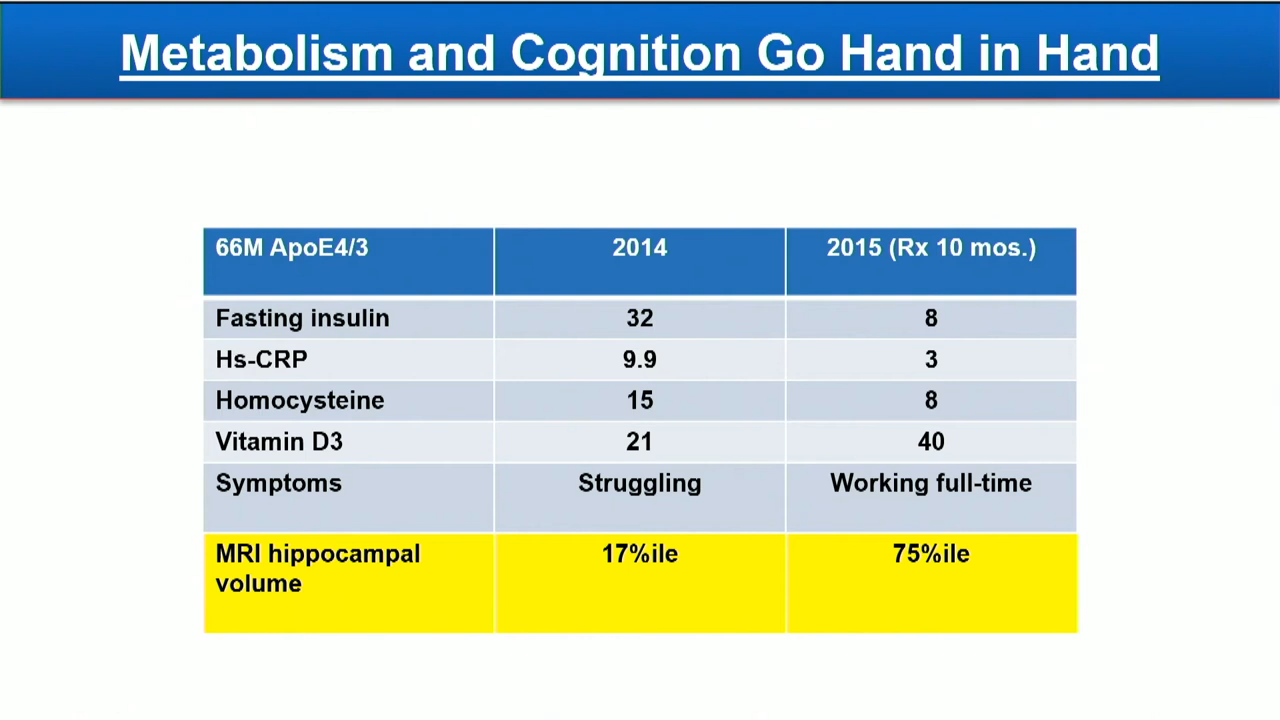 Metabolism and Cognition Go Hand in Hand
66M ApoE4/3 2014 2015 (Rx 10 mos.)
Fasting insulin 32 8
Hs-CRP 9.9 3
Homocysteine 15 8
Vitamin D3 21 40
Symptoms Struggling Working full-time
MRI hippocampal 17%ile 75%ile
volume